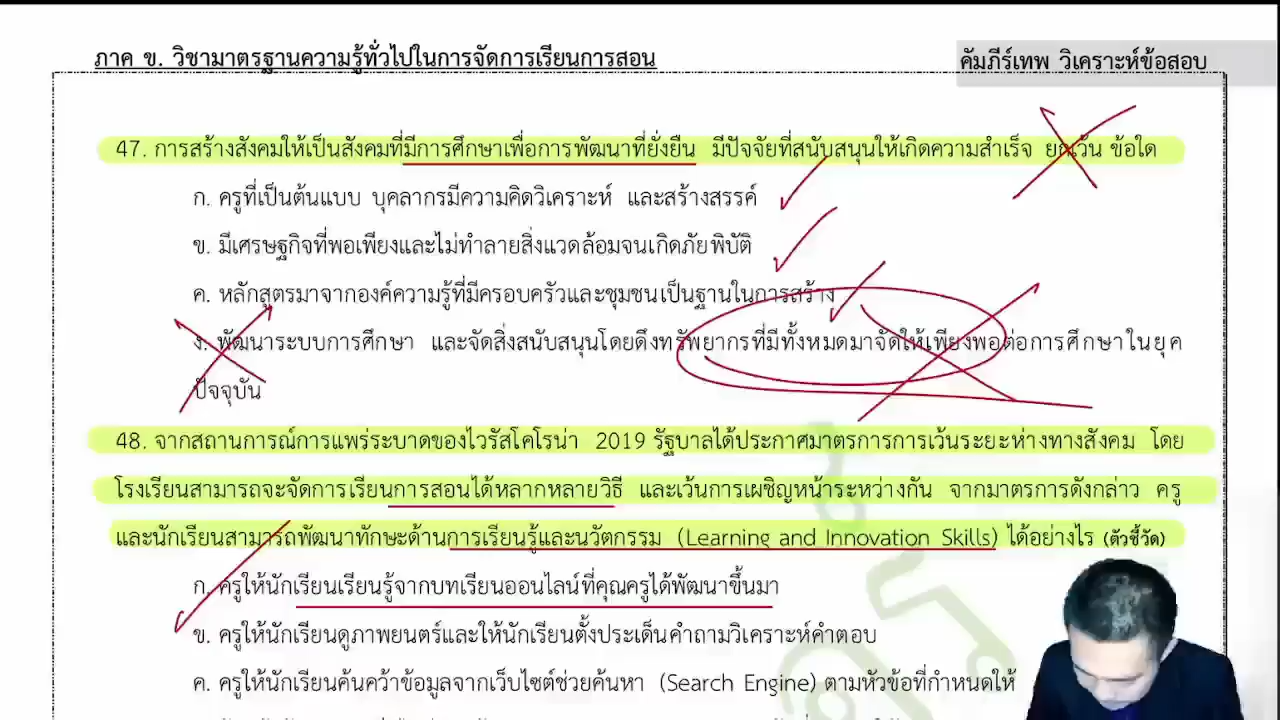 ภาค ข. วิชามาตรฐานความรู้ทั่วไปในการจัดการเรียนการสอน
คัมภีร์เทพ วิเคราะห์ข้อสอบ
47. การสร้างสังคมให้เป็นสังคมที่มีการศึกษาเพื่อการพัฒนาที่ยั่งยืน มีปัจจัยที่สนับสนุนให้เกิดความสำเร็จ ยกเว้น ข้อใด
ก. ครูที่เป็นต้นแบบ บุคลากรมีความคิดวิเคราะห์ และสร้างสรรค์
ข. มีเศรษฐกิจที่พอเพียงและไม่ทำลายสิ่งแวดล้อมจนเกิดภัยพิบัติ
ค. หลักสูตรมาจากองค์ความรู้ที่มีครอบครัวและชุมชนเป็นฐานในการสร้าง
ง. พัฒนาระบบการศึกษา และจัดสิ่งสนับสนุนโดยดึงทรัพยากรที่มีทั้งหมดมาจัดให้เพียงพอต่อการศึกษาในยุค
ปัจจุบัน
48. จากสถานการณ์การแพร่ระบาดของไวรัสโคโรน่า 2019 รัฐบาลได้ประกาศมาตรการการเว้นระยะห่างทางสังคม โดย
โรงเรียนสามารถจะจัดการเรียนการสอนได้หลากหลายวิธี และเว้นการเผชิญหน้าระหว่างกัน จากมาตรการดังกล่าว ครู
และนักเรียนสามารถพัฒนาทักษะด้านการเรียนรู้และนวัตกรรม (Learning and Innovation Skills) ได้อย่างไร (ตัวชี้วัด)
ก. ครูให้นักเรียนเรียนรู้จากบทเรียนออนไลน์ที่คุณครูได้พัฒนาขึ้นมา
ข. ครูให้นักเรียนดูภาพยนตร์และให้นักเรียนตั้งประเด็นคำถามวิเคราะห์คำตอบ
ค. ครูให้นักเรียนค้นคว้าข้อมูลจากเว็บไซต์ช่วยค้นหา (Search Engine) ตามหัวข้อที่กำหนดให้